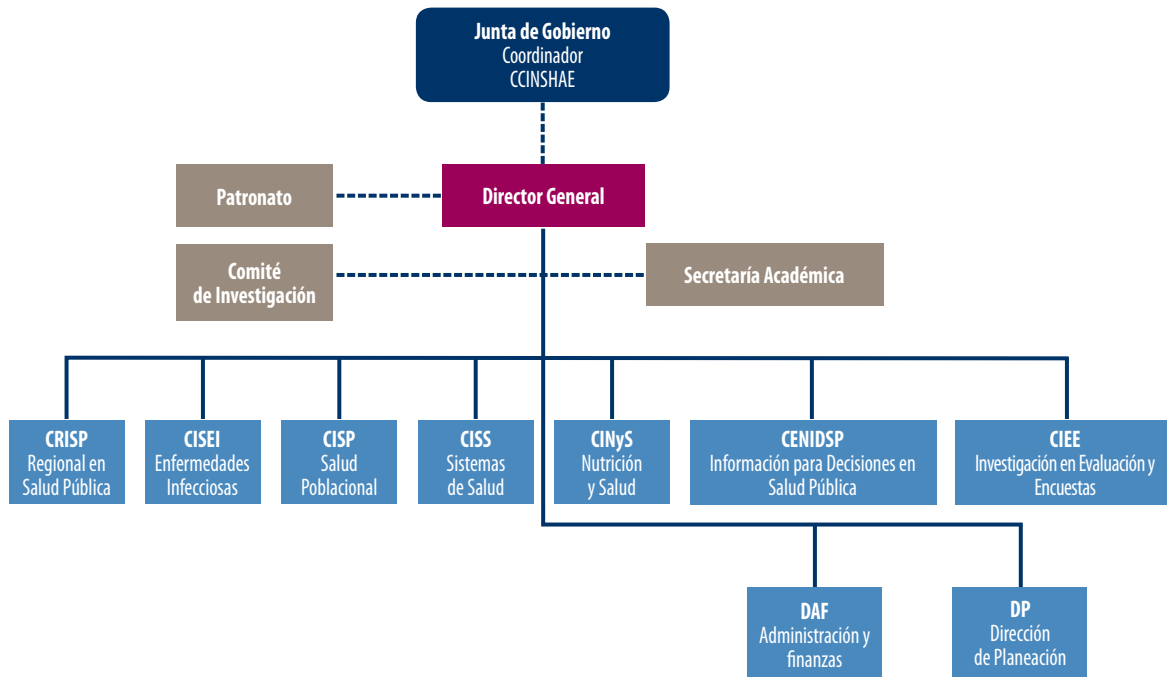 Junta de Gobierno
Coordinador
CCINSHAE
Patronato
Director General
Comité
de Investigación
Secretaría Académica
CRISP
Regional en
Salud Pública
CISEI
Enfermedades
Infecciosas
CISP
Salud
Poblacional
CISS
Sistemas
de Salud
CINyS
Nutrición
y Salud
CENIDSP
Información para Decisiones en
Salud Pública
CIEE
Investigación en Evaluación y
Encuestas
DAF
Administración y
finanzas
DP
Dirección
de Planeación